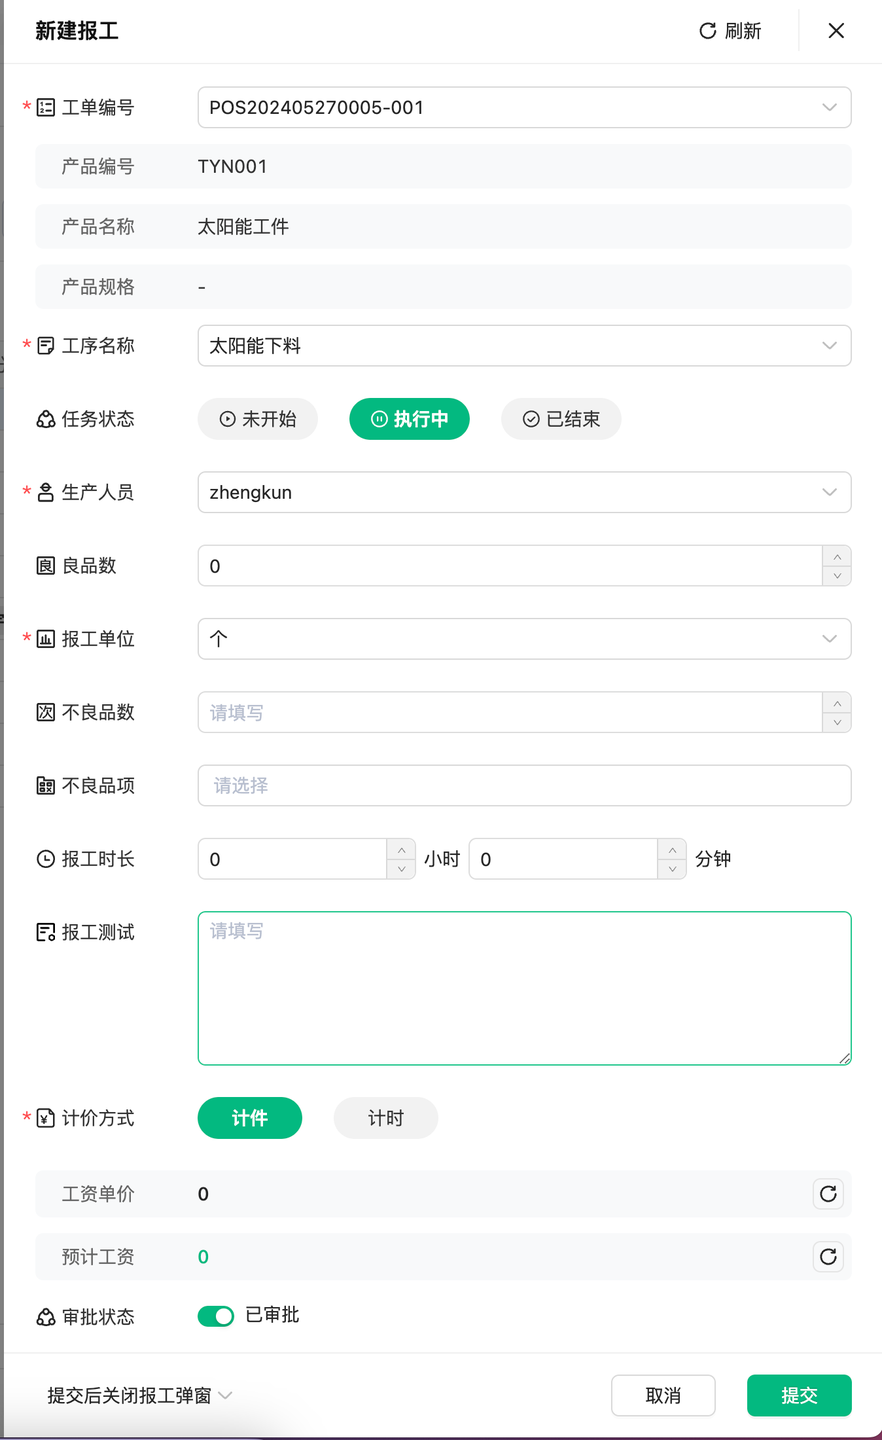 新建报工 刷新
* 工单编号 POS202405270005-001
产品编号 TYN001
产品名称 太阳能工件
产品规格 -
* 工序名称 太阳能下料
任务状态 未开始 执行中 已结束
* 生产人员 zhengkun
良 良品数 0
* 报工单位 个
次 不良品数 请填写
不良品项 请选择
报工时长 0 小时 0 分钟
报工测试 请填写
* 计价方式 计件 计时
工资单价 0
预计工资 0
审批状态 已审批
提交后关闭报工弹窗 取消 提交